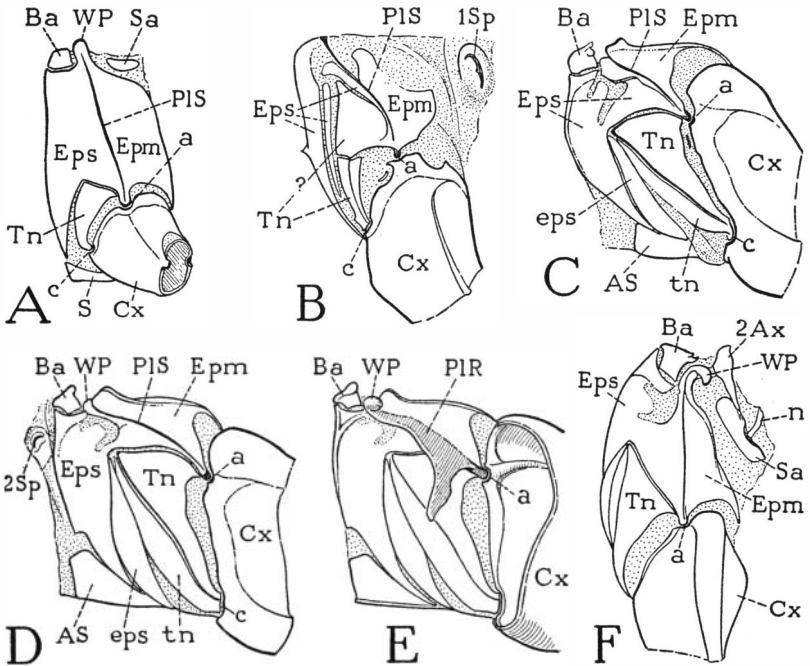 Ba WP Sa
PlS
a
Eps Epm
Tn
c
S Cx
A
1Sp
PlS
Eps Epm
a
?
Tn
c
Cx
B
Ba PlS Epm
Eps
a
Tn
Cx
eps
c
AS tn
C
Ba WP PlS Epm
2Sp
Eps Tn
a
Cx
c
AS eps tn
D
Ba WP PlR
a
Cx
E
Ba 2Ax
WP
Eps
n
Sa
Tn
Epm
a
Cx
F